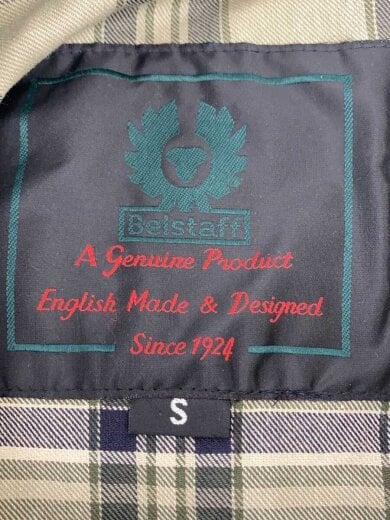 Belstaff
A Genuine Product
English Made & Designed
Since 1924
S